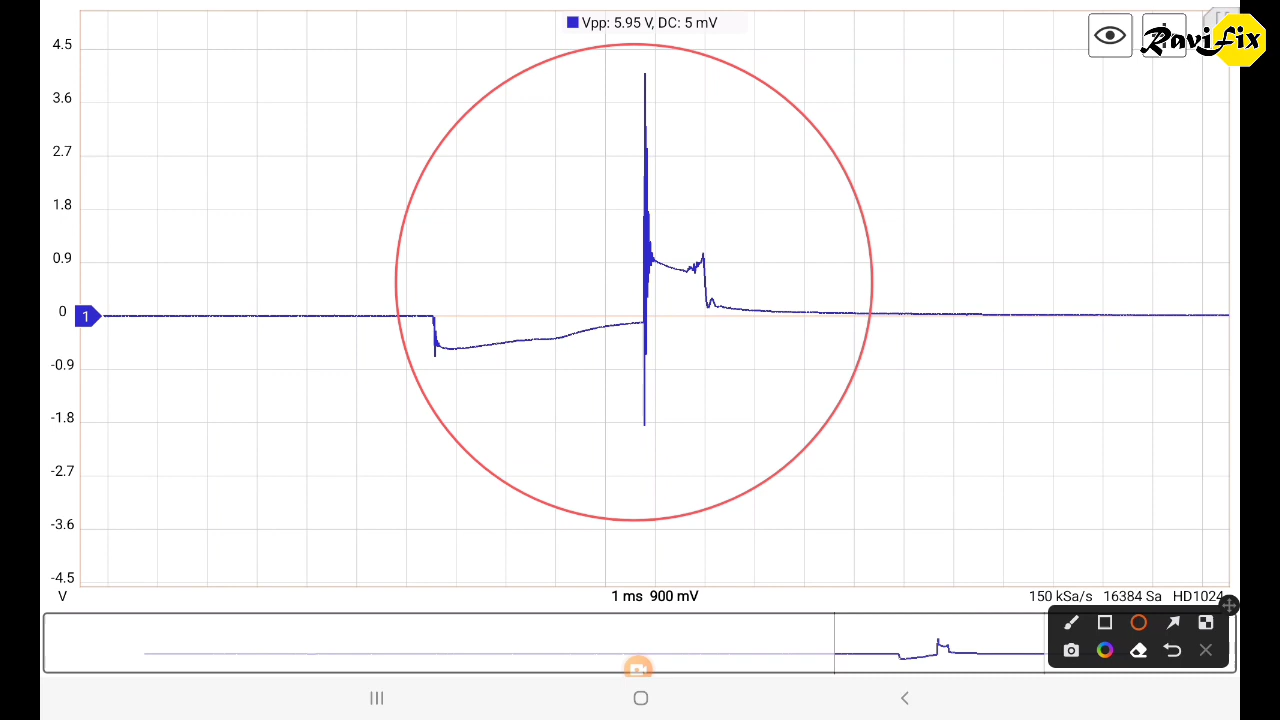 Vpp: 5.95 V, DC: 5 mV
RaviFix
4.5
3.6
2.7
1.8
0.9
0
1
-0.9
-1.8
-2.7
-3.6
-4.5
V
1 ms 900 mV
150 kSa/s 16384 Sa HD1024